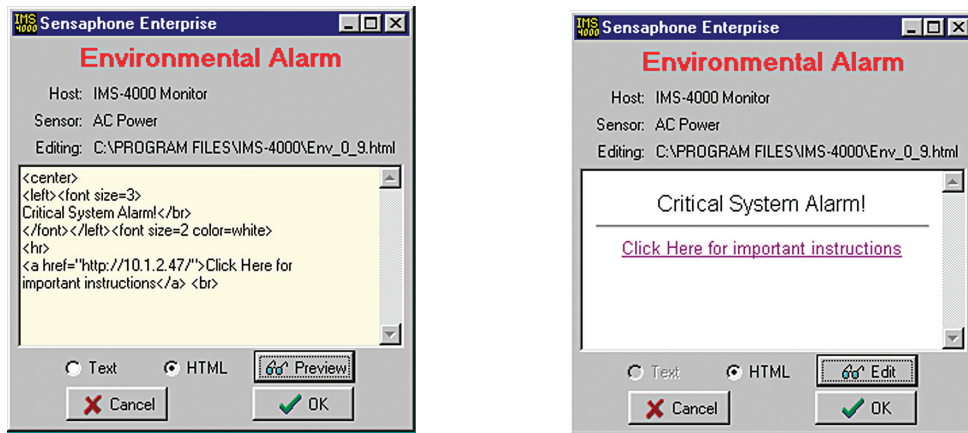 IMS 4000 Sensaphone Enterprise
Environmental Alarm
Host: IMS-4000 Monitor
Sensor: AC Power
Editing: C:\PROGRAM FILES\IMS-4000\Env_0_9.html
<center>
<left><font size=3>
Critical System Alarm!</br>
</font></left><font size=2 color=white>
<hr>
<a href="http://10.1.2.47/">Click Here for
important instructions</a> <br>
Text HTML Preview
Cancel OK
IMS 4000 Sensaphone Enterprise
Environmental Alarm
Host: IMS-4000 Monitor
Sensor: AC Power
Editing: C:\PROGRAM FILES\IMS-4000\Env_0_9.html
Critical System Alarm!
Click Here for important instructions
Text HTML Edit
Cancel OK